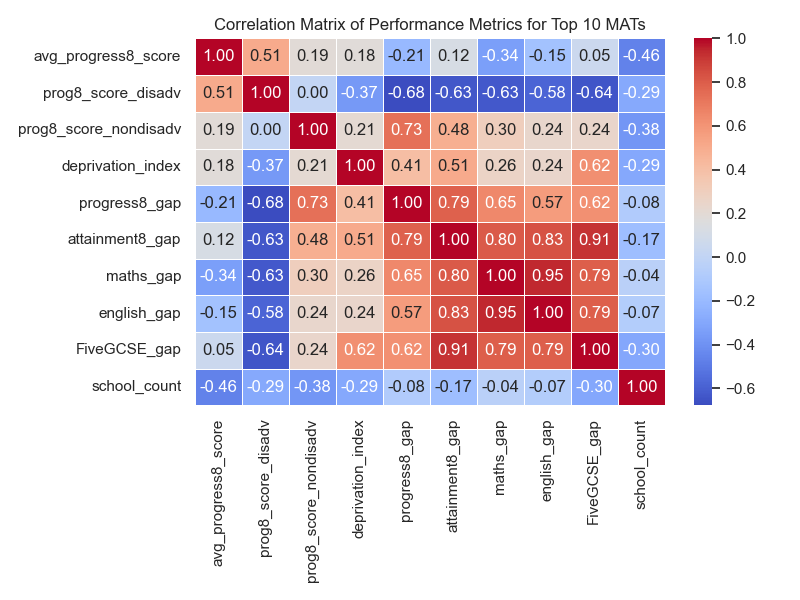 Correlation Matrix of Performance Metrics for Top 10 MATs
avg_progress8_score 1.00 0.51 0.19 0.18 -0.21 0.12 -0.34 -0.15 0.05 -0.46
prog8_score_disadv 0.51 1.00 0.00 -0.37 -0.68 -0.63 -0.63 -0.58 -0.64 -0.29
prog8_score_nondisadv 0.19 0.00 1.00 0.21 0.73 0.48 0.30 0.24 0.24 -0.38
deprivation_index 0.18 -0.37 0.21 1.00 0.41 0.51 0.26 0.24 0.62 -0.29
progress8_gap -0.21 -0.68 0.73 0.41 1.00 0.79 0.65 0.57 0.62 -0.08
attainment8_gap 0.12 -0.63 0.48 0.51 0.79 1.00 0.80 0.83 0.91 -0.17
maths_gap -0.34 -0.63 0.30 0.26 0.65 0.80 1.00 0.95 0.79 -0.04
english_gap -0.15 -0.58 0.24 0.24 0.57 0.83 0.95 1.00 0.79 -0.07
FiveGCSE_gap 0.05 -0.64 0.24 0.62 0.62 0.91 0.79 0.79 1.00 -0.30
school_count -0.46 -0.29 -0.38 -0.29 -0.08 -0.17 -0.04 -0.07 -0.30 1.00
avg_progress8_score
prog8_score_disadv
prog8_score_nondisadv
deprivation_index
progress8_gap
attainment8_gap
maths_gap
english_gap
FiveGCSE_gap
school_count
1.0
0.8
0.6
0.4
0.2
0.0
−0.2
−0.4
−0.6